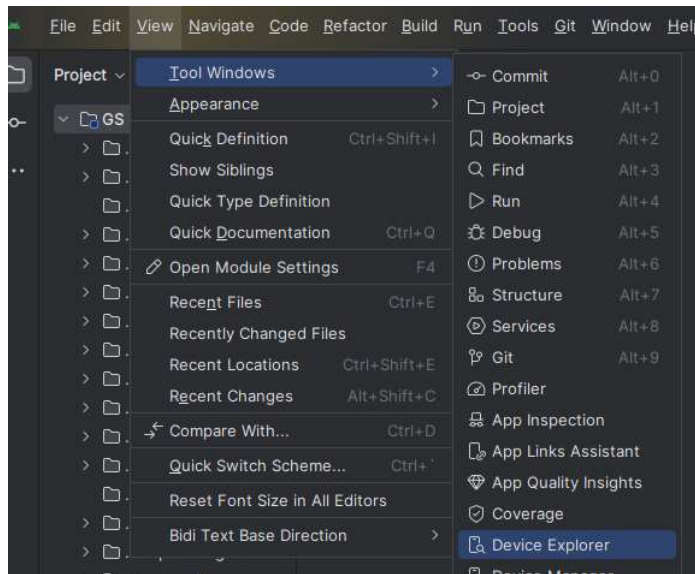 File Edit View Navigate Code Refactor Build Run Tools Git Window Help
Project
GS
Tool Windows
Appearance
Quick Definition Ctrl+Shift+I
Show Siblings
Quick Type Definition
Quick Documentation Ctrl+Q
Open Module Settings F4
Recent Files Ctrl+E
Recently Changed Files
Recent Locations Ctrl+Shift+E
Recent Changes Alt+Shift+C
Compare With... Ctrl+D
Quick Switch Scheme... Ctrl+`
Reset Font Size in All Editors
Bidi Text Base Direction
Commit Alt+0
Project Alt+1
Bookmarks Alt+2
Find Alt+3
Run Alt+4
Debug Alt+5
Problems Alt+6
Structure Alt+7
Services Alt+8
Git Alt+9
Profiler
App Inspection
App Links Assistant
App Quality Insights
Coverage
Device Explorer
Device Manager